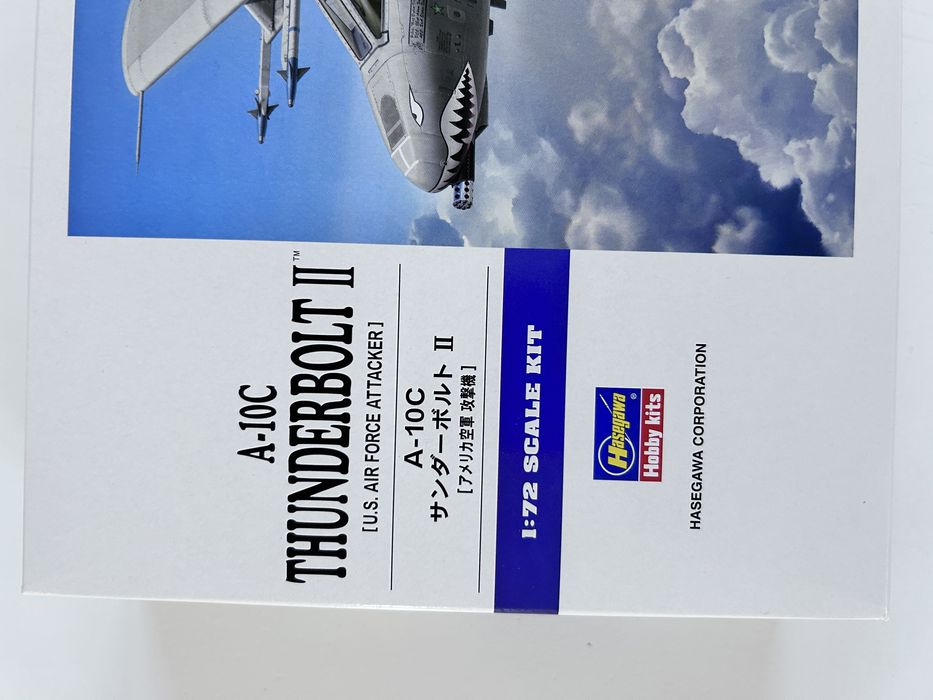 A-10C
THUNDERBOLT II™
[U.S. AIR FORCE ATTACKER]
A-10C
サンダーボルト II
[アメリカ空軍 攻撃機]
1:72 SCALE KIT
Hasegawa®
Hobby kits
HASEGAWA CORPORATION